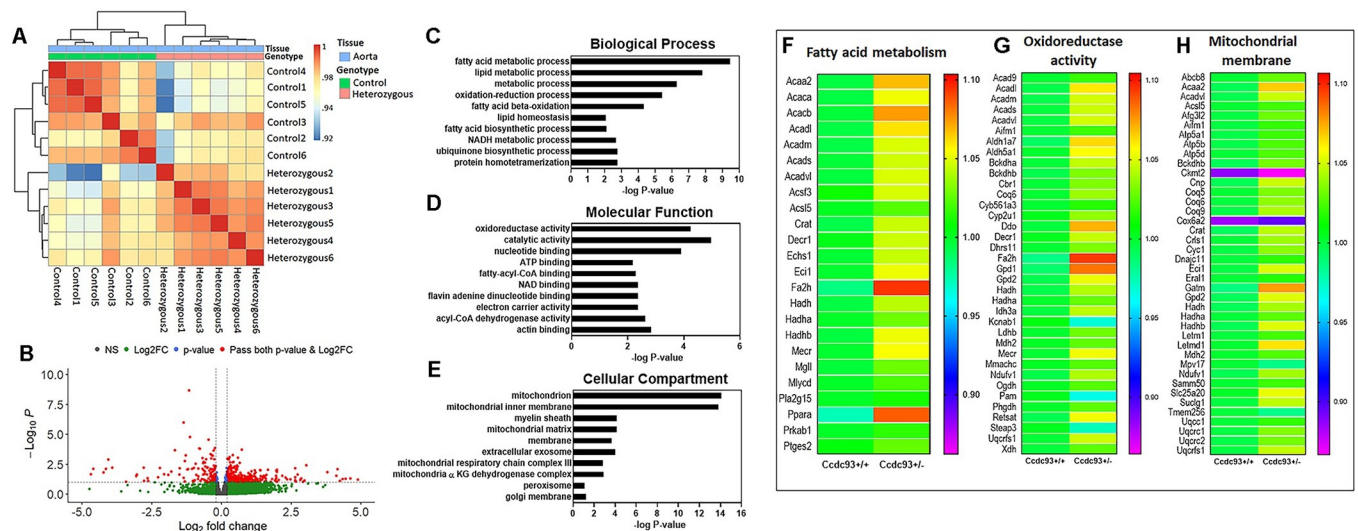 A
Tissue
Genotype
1
.98
.94
.92
Tissue
Aorta
Genotype
Control
Heterozygous
Control4
Control1
Control5
Control3
Control2
Control6
Heterozygous2
Heterozygous1
Heterozygous3
Heterozygous5
Heterozygous4
Heterozygous6
Control4
Control1
Control5
Control3
Control2
Control6
Heterozygous2
Heterozygous1
Heterozygous3
Heterozygous5
Heterozygous4
Heterozygous6
B
NS
Log2FC
p-value
Pass both p-value & Log2FC
10.0
7.5
5.0
2.5
0.0
−Log10 P
-5.0
-2.5
0.0
2.5
5.0
Log2 fold change
C
Biological Process
fatty acid metabolic process
lipid metabolic process
metabolic process
oxidation-reduction process
fatty acid beta-oxidation
lipid homeostasis
fatty acid biosynthetic process
NADH metabolic process
ubiquinone biosynthetic process
protein homotetramerization
0 1 2 3 4 5 6 7 8 9 10
-log P-value
D
Molecular Function
oxidoreductase activity
catalytic activity
nucleotide binding
ATP binding
fatty-acyl-CoA binding
NAD binding
flavin adenine dinucleotide binding
electron carrier activity
acyl-CoA dehydrogenase activity
actin binding
0 2 4 6
-log P-value
E
Cellular Compartment
mitochondrion
mitochondrial inner membrane
myelin sheath
mitochondrial matrix
membrane
extracellular exosome
mitochondrial respiratory chain complex III
mitochondria α KG dehydrogenase complex
peroxisome
golgi membrane
0 2 4 6 8 10 12 14 16
-log P-value
F
Fatty acid metabolism
Acaa2
Acaca
Acacb
Acadl
Acadm
Acads
Acadvl
Acsf3
Acsl5
Crat
Decr1
Echs1
Eci1
Fa2h
Hadh
Hadha
Hadhb
Mecr
Mgll
Mlycd
Pla2g15
Ppara
Prkab1
Ptges2
Ccdc93+/+
Ccdc93+/-
1.10
1.05
1.00
0.95
0.90
G
Oxidoreductase
activity
Acad9
Acadl
Acadm
Acads
Acadvl
Aifm1
Aldh1a7
Aldh5a1
Bckdha
Bckdhb
Cbr1
Coq6
Cyb561a3
Cyp2u1
Ddo
Decr1
Dhrs11
Fa2h
Gpd1
Gpd2
Hadh
Hadha
Idh3a
Kcnab1
Ldhb
Mdh2
Mecr
Mmachc
Ndufv1
Ogdh
Pam
Phgdh
Retsat
Steap3
Uqcrfs1
Xdh
Ccdc93+/+
Ccdc93+/-
1.10
1.05
1.00
0.95
0.90
H
Mitochondrial
membrane
Abcb8
Acaa2
Acadvl
Acsl5
Afg3l2
Aifm1
Atp5a1
Atp5b
Atp5d
Bckdhb
Ckmt2
Cnp
Coq5
Coq6
Coq9
Cox6a2
Crat
Crls1
Cyc1
Dnajc11
Eci1
Eral1
Gatm
Gpd2
Hadh
Hadha
Hadhb
Letm1
Letmd1
Mdh2
Mpv17
Ndufv1
Samm50
Slc25a20
Suclg1
Tmem256
Uqcc1
Uqcrc1
Uqcrc2
Uqcrfs1
Ccdc93+/+
Ccdc93+/-
1.10
1.05
1.00
0.95
0.90